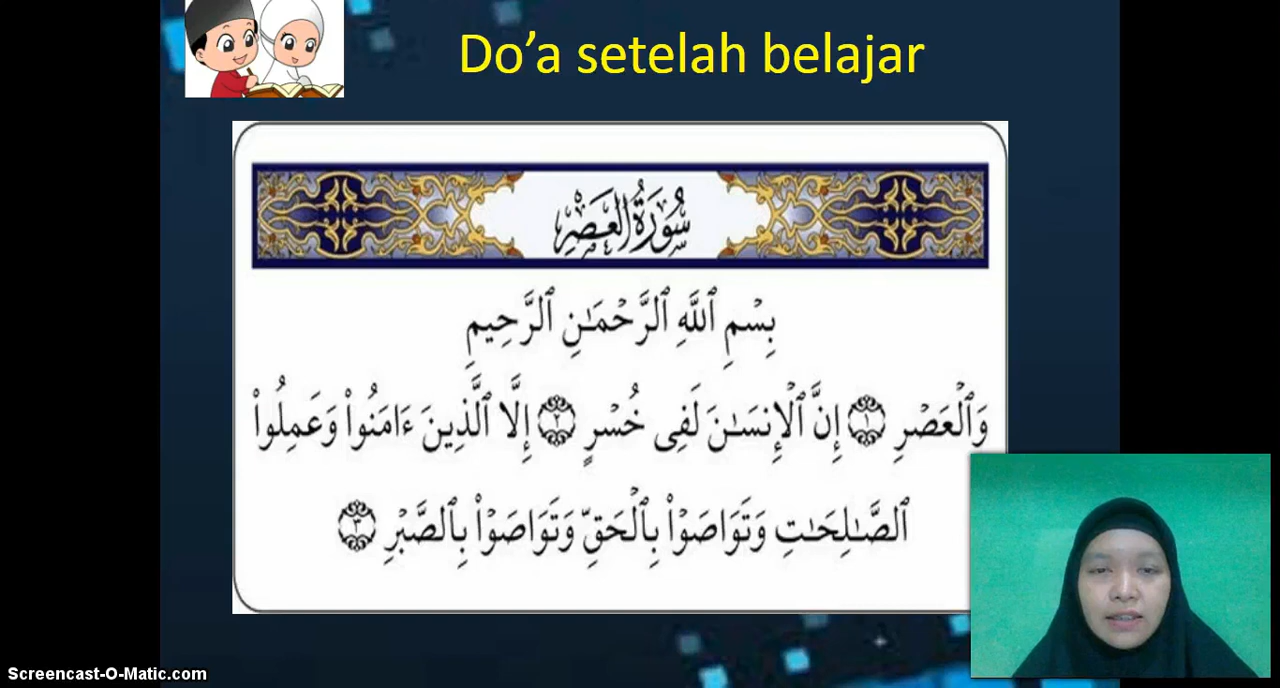 Do'a setelah belajar
سُورَةُ العَصْرِ
بِسْمِ ٱللَّهِ ٱلرَّحْمَـٰنِ ٱلرَّحِيمِ
وَٱلْعَصْرِ ١ إِنَّ ٱلْإِنسَـٰنَ لَفِى خُسْرٍ ٢ إِلَّا ٱلَّذِينَ ءَامَنُوا۟ وَعَمِلُوا۟
ٱلصَّـٰلِحَـٰتِ وَتَوَاصَوْا۟ بِٱلْحَقِّ وَتَوَاصَوْا۟ بِٱلصَّبْرِ ٣
Screencast-O-Matic.com